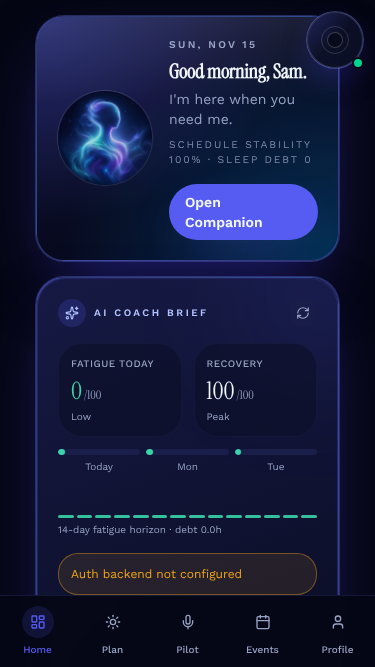 SUN, NOV 15
Good morning, Sam.
I'm here when you
need me.
SCHEDULE STABILITY
100% · SLEEP DEBT 0
Open
Companion
AI COACH BRIEF
FATIGUE TODAY
0/100
Low
RECOVERY
100/100
Peak
Today
Mon
Tue
14-day fatigue horizon · debt 0.0h
Auth backend not configured
Home
Plan
Pilot
Events
Profile